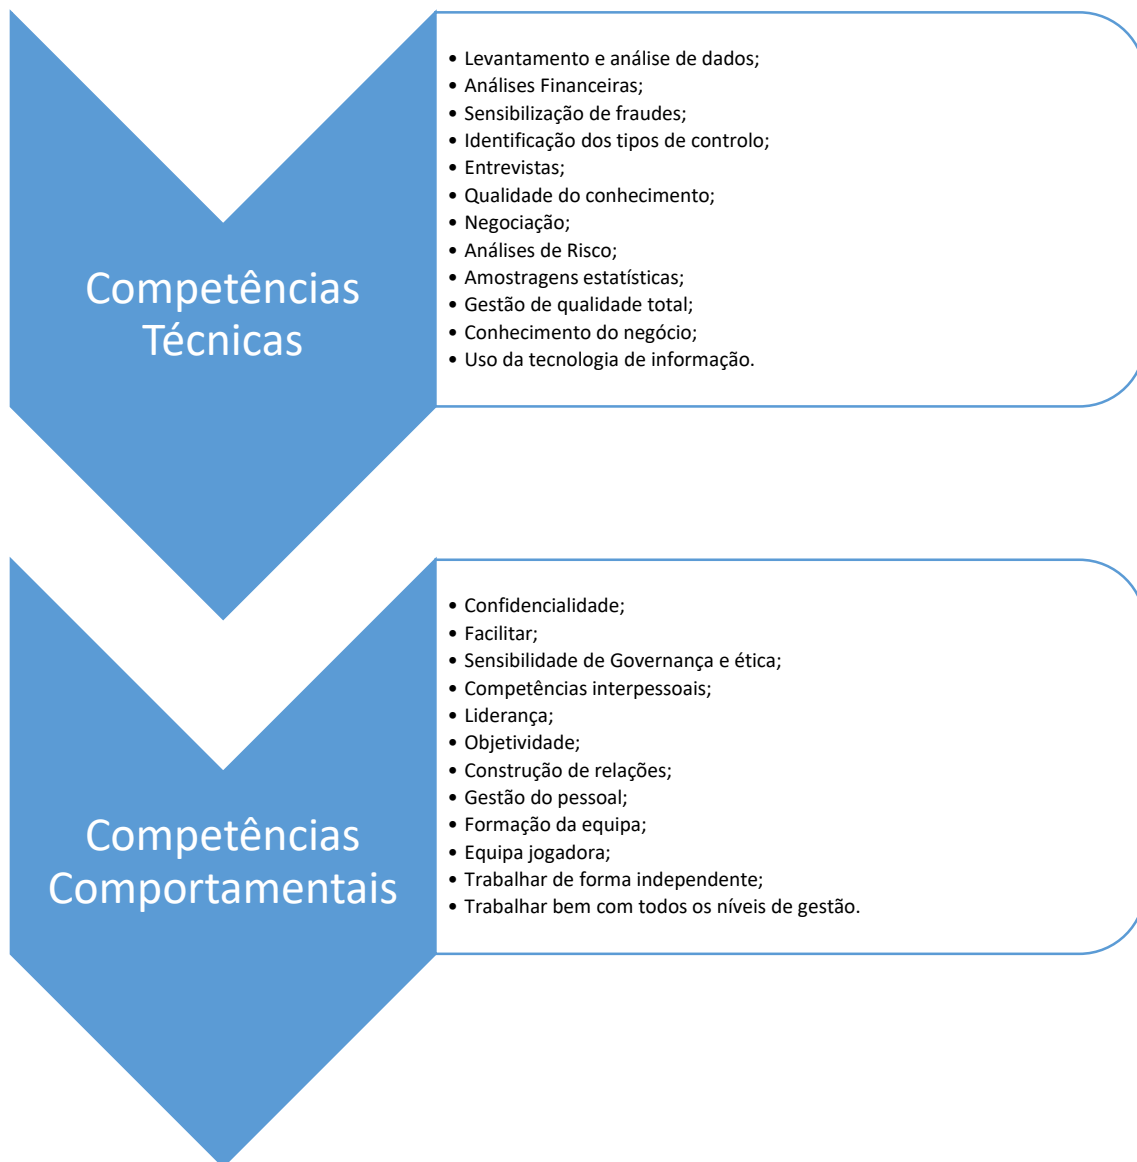 Competências
Técnicas
• Levantamento e análise de dados;
• Análises Financeiras;
• Sensibilização de fraudes;
• Identificação dos tipos de controlo;
• Entrevistas;
• Qualidade do conhecimento;
• Negociação;
• Análises de Risco;
• Amostragens estatísticas;
• Gestão de qualidade total;
• Conhecimento do negócio;
• Uso da tecnologia de informação.
Competências
Comportamentais
• Confidencialidade;
• Facilitar;
• Sensibilidade de Governança e ética;
• Competências interpessoais;
• Liderança;
• Objetividade;
• Construção de relações;
• Gestão do pessoal;
• Formação da equipa;
• Equipa jogadora;
• Trabalhar de forma independente;
• Trabalhar bem com todos os níveis de gestão.